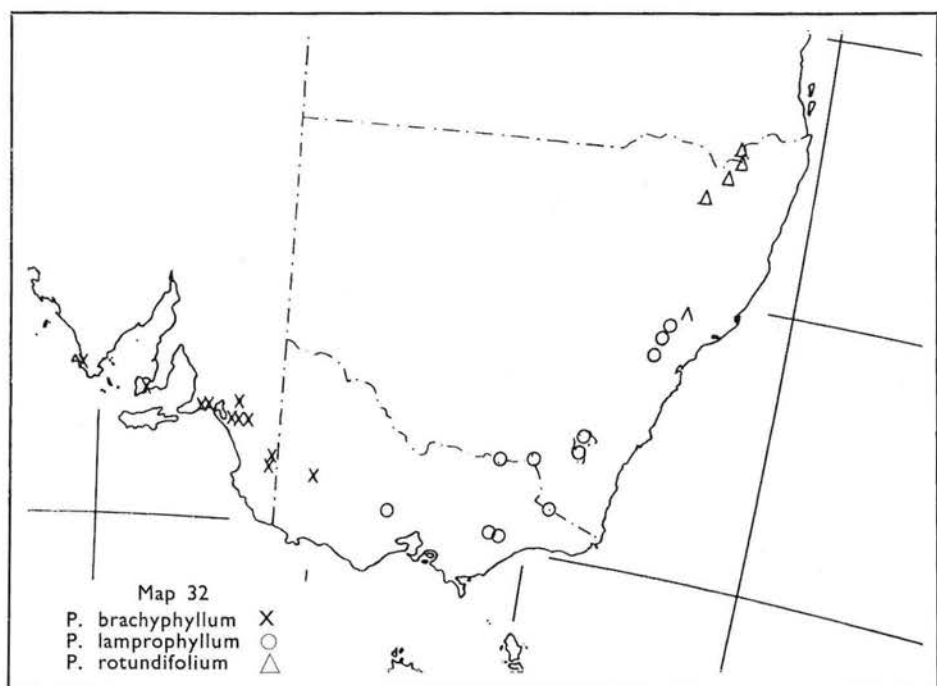 Map 32
P. brachyphyllum X
P. lamprophyllum ○
P. rotundifolium △